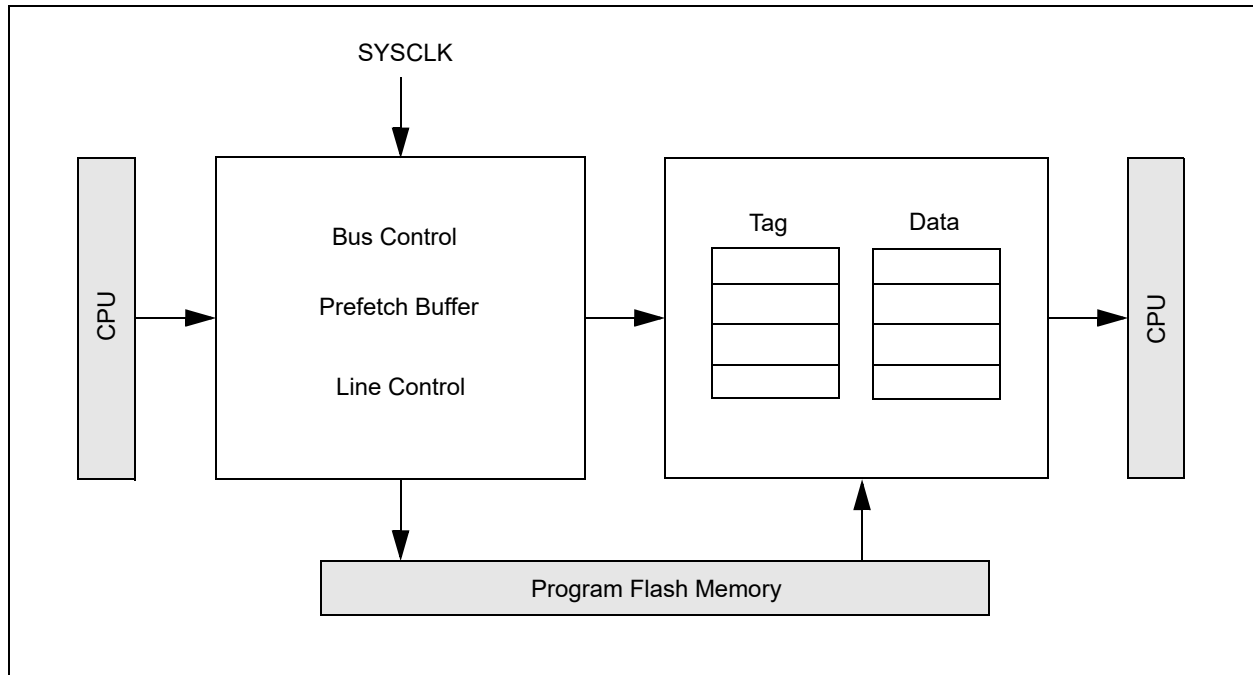 SYSCLK
CPU
Bus Control
Prefetch Buffer
Line Control
Tag
Data
CPU
Program Flash Memory